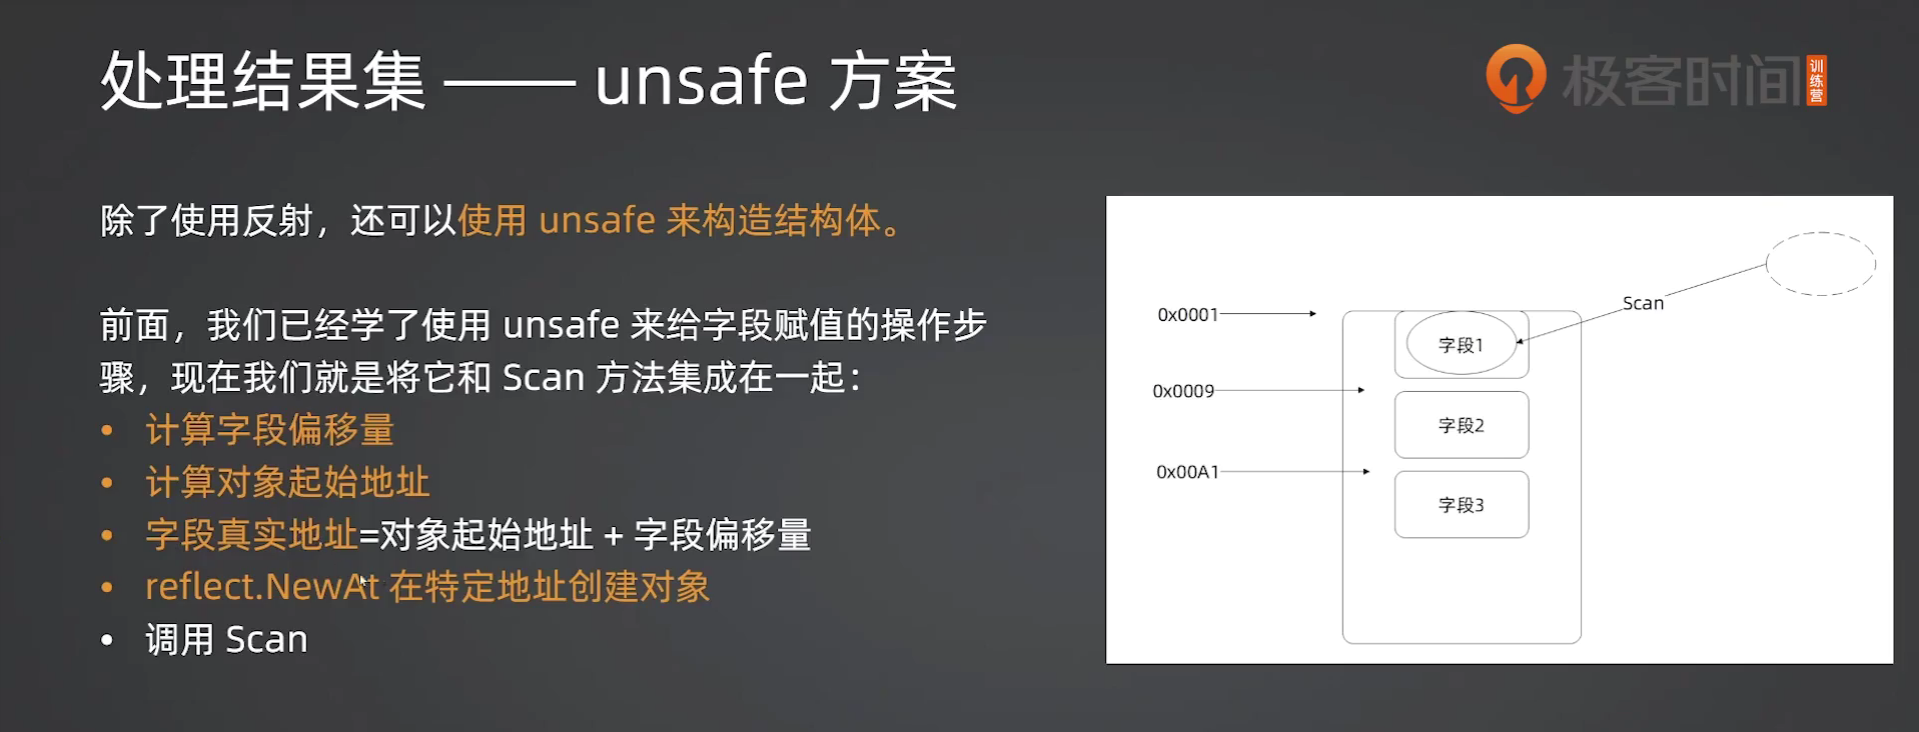 处理结果集 —— unsafe 方案
极客时间
训练营
除了使用反射，还可以使用 unsafe 来构造结构体。
前面，我们已经学了使用 unsafe 来给字段赋值的操作步
骤，现在我们就是将它和 Scan 方法集成在一起：
• 计算字段偏移量
• 计算对象起始地址
• 字段真实地址=对象起始地址 + 字段偏移量
• reflect.NewAt 在特定地址创建对象
• 调用 Scan
Scan
0x0001
字段1
0x0009
字段2
0x00A1
字段3